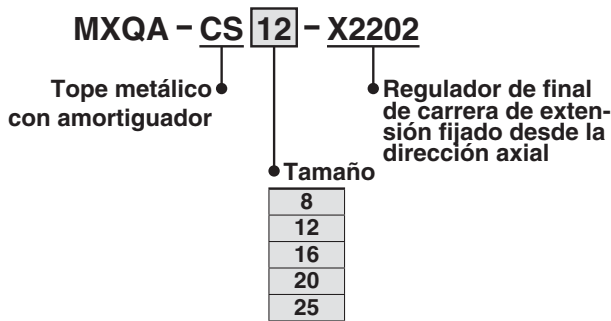 MXQA – CS 12 – X2202
Tope metálico
con amortiguador
Regulador de final
de carrera de exten-
sión fijado desde la
dirección axial
Tamaño
8
12
16
20
25